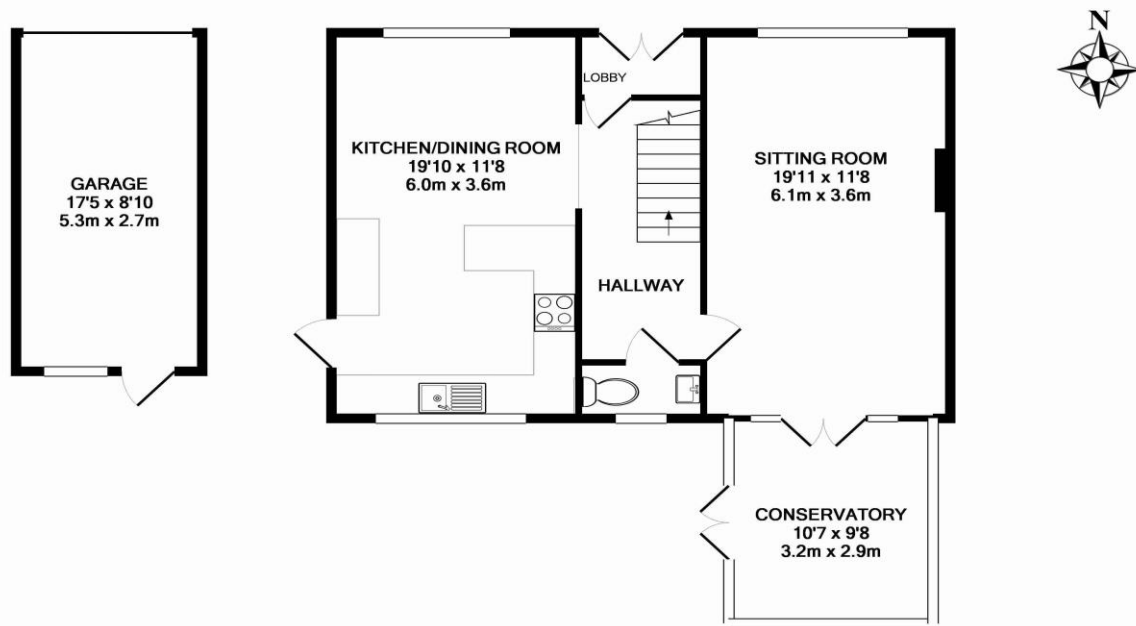 N
LOBBY
KITCHEN/DINING ROOM
19'10 x 11'8
6.0m x 3.6m
SITTING ROOM
19'11 x 11'8
6.1m x 3.6m
GARAGE
17'5 x 8'10
5.3m x 2.7m
HALLWAY
CONSERVATORY
10'7 x 9'8
3.2m x 2.9m